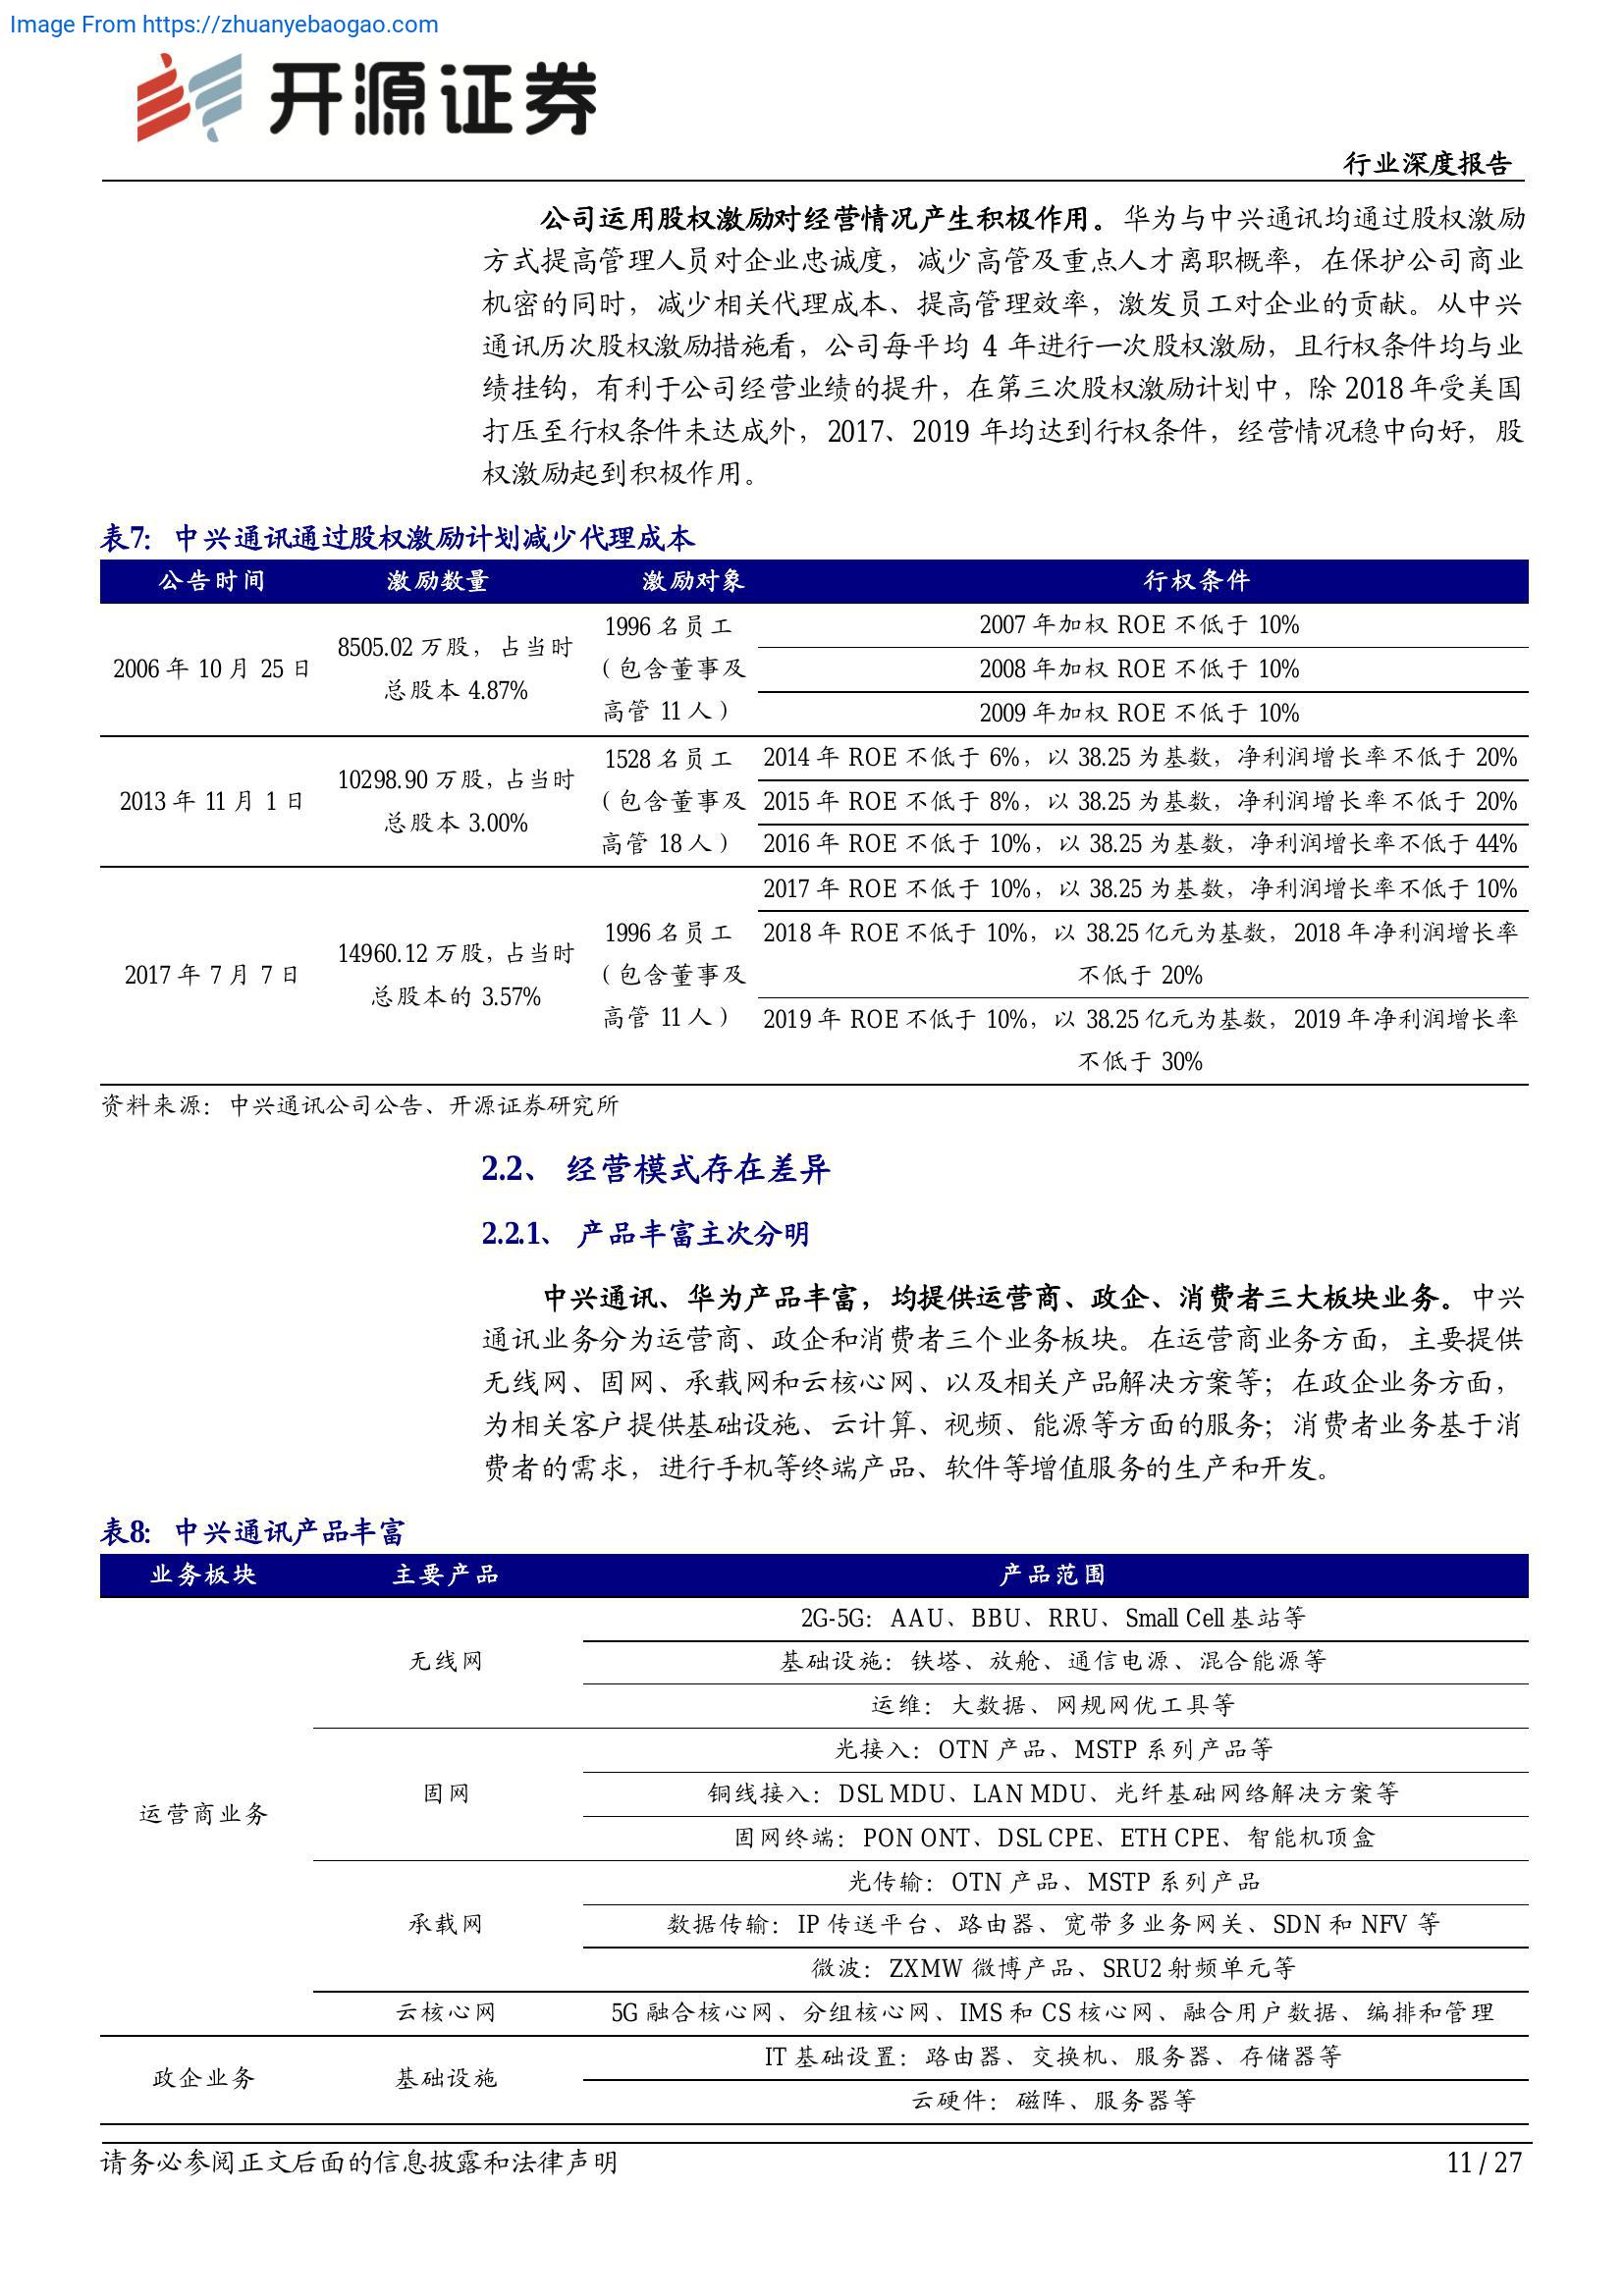 Image From https://zhuanyebaogao.com
开源证券
行业深度报告
公司运用股权激励对经营情况产生积极作用。华为与中兴通讯均通过股权激励
方式提高管理人员对企业忠诚度，减少高管及重点人才离职概率，在保护公司商业
机密的同时，减少相关代理成本、提高管理效率，激发员工对企业的贡献。从中兴
通讯历次股权激励措施看，公司每平均 4 年进行一次股权激励，且行权条件均与业
绩挂钩，有利于公司经营业绩的提升，在第三次股权激励计划中，除 2018 年受美国
打压至行权条件未达成外，2017、2019 年均达到行权条件，经营情况稳中向好，股
权激励起到积极作用。
表7：中兴通讯通过股权激励计划减少代理成本
公告时间 激励数量 激励对象 行权条件
2006 年 10 月 25 日
8505.02 万股，占当时
总股本 4.87%
1996 名员工
（包含董事及
高管 11 人）
2007 年加权 ROE 不低于 10%
2008 年加权 ROE 不低于 10%
2009 年加权 ROE 不低于 10%
2013 年 11 月 1 日
10298.90 万股，占当时
总股本 3.00%
1528 名员工
（包含董事及
高管 18 人）
2014 年 ROE 不低于 6%，以 38.25 为基数，净利润增长率不低于 20%
2015 年 ROE 不低于 8%，以 38.25 为基数，净利润增长率不低于 20%
2016 年 ROE 不低于 10%，以 38.25 为基数，净利润增长率不低于 44%
2017 年 7 月 7 日
14960.12 万股，占当时
总股本的 3.57%
1996 名员工
（包含董事及
高管 11 人）
2017 年 ROE 不低于 10%，以 38.25 为基数，净利润增长率不低于 10%
2018 年 ROE 不低于 10%，以 38.25 亿元为基数，2018 年净利润增长率
不低于 20%
2019 年 ROE 不低于 10%，以 38.25 亿元为基数，2019 年净利润增长率
不低于 30%
资料来源：中兴通讯公司公告、开源证券研究所
2.2、 经营模式存在差异
2.2.1、 产品丰富主次分明
中兴通讯、华为产品丰富，均提供运营商、政企、消费者三大板块业务。中兴
通讯业务分为运营商、政企和消费者三个业务板块。在运营商业务方面，主要提供
无线网、固网、承载网和云核心网、以及相关产品解决方案等；在政企业务方面，
为相关客户提供基础设施、云计算、视频、能源等方面的服务；消费者业务基于消
费者的需求，进行手机等终端产品、软件等增值服务的生产和开发。
表8：中兴通讯产品丰富
业务板块 主要产品 产品范围
运营商业务
无线网
2G-5G：AAU、BBU、RRU、Small Cell 基站等
基础设施：铁塔、放舱、通信电源、混合能源等
运维：大数据、网规网优工具等
固网
光接入：OTN 产品、MSTP 系列产品等
铜线接入：DSL MDU、LAN MDU、光纤基础网络解决方案等
固网终端：PON ONT、DSL CPE、ETH CPE、智能机顶盒
承载网
光传输：OTN 产品、MSTP 系列产品
数据传输：IP 传送平台、路由器、宽带多业务网关、SDN 和 NFV 等
微波：ZXMW 微博产品、SRU2 射频单元等
云核心网
5G 融合核心网、分组核心网、IMS 和 CS 核心网、融合用户数据、编排和管理
政企业务
基础设施
IT 基础设置：路由器、交换机、服务器、存储器等
云硬件：磁阵、服务器等
请务必参阅正文后面的信息披露和法律声明
11 / 27